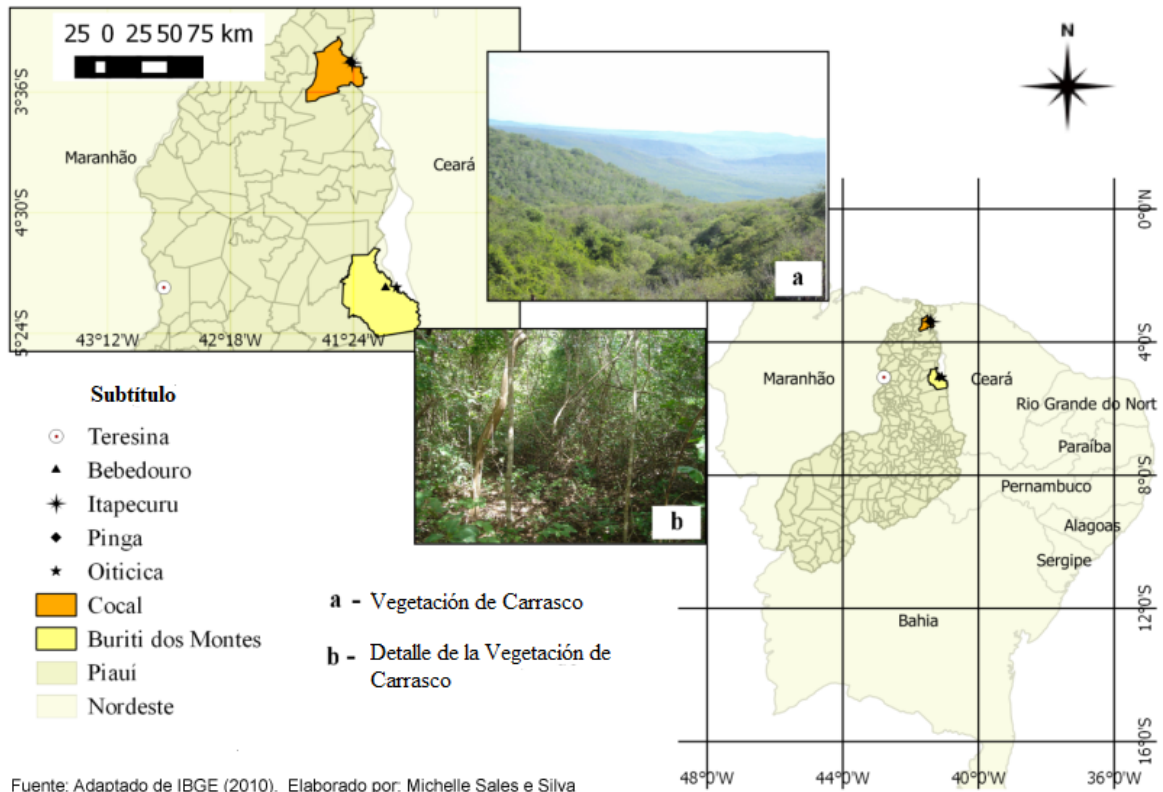 25 0 25 50 75 km
3°36'S
4°30'S
5°24'S
Maranhão
Ceará
43°12'W 42°18'W 41°24'W
a
b
N
0°0'N
4°0'S
8°0'S
12°0'S
16°0'S
Maranhão
Ceará
Rio Grande do Nort
Paraíba
Pernambuco
Alagoas
Sergipe
Bahia
48°0'W 44°0'W 40°0'W 36°0'W
Subtítulo
Teresina
Bebedouro
Itapecuru
Pinga
Oiticica
Cocal
Buriti dos Montes
Piauí
Nordeste
a - Vegetación de Carrasco
b - Detalle de la Vegetación de
Carrasco
Fuente: Adaptado de IBGE (2010). Elaborado por: Michelle Sales e Silva